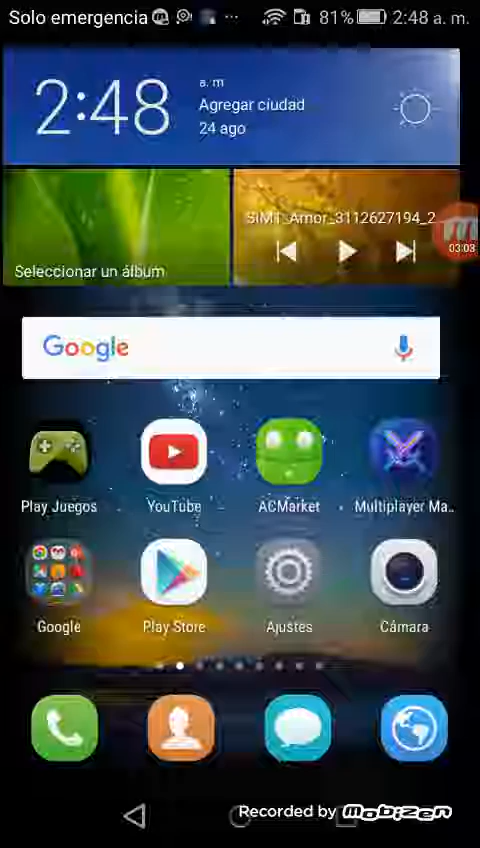 Solo emergencia ... 81% 2:48 a. m.
2:48
a. m
Agregar ciudad
24 ago
Seleccionar un álbum
SIM1_Amor_3112627194_2
03:03
Google
Play Juegos YouTube ACMarket Multiplayer Ma..
Google Play Store Ajustes Cámara
Recorded by Mobizen